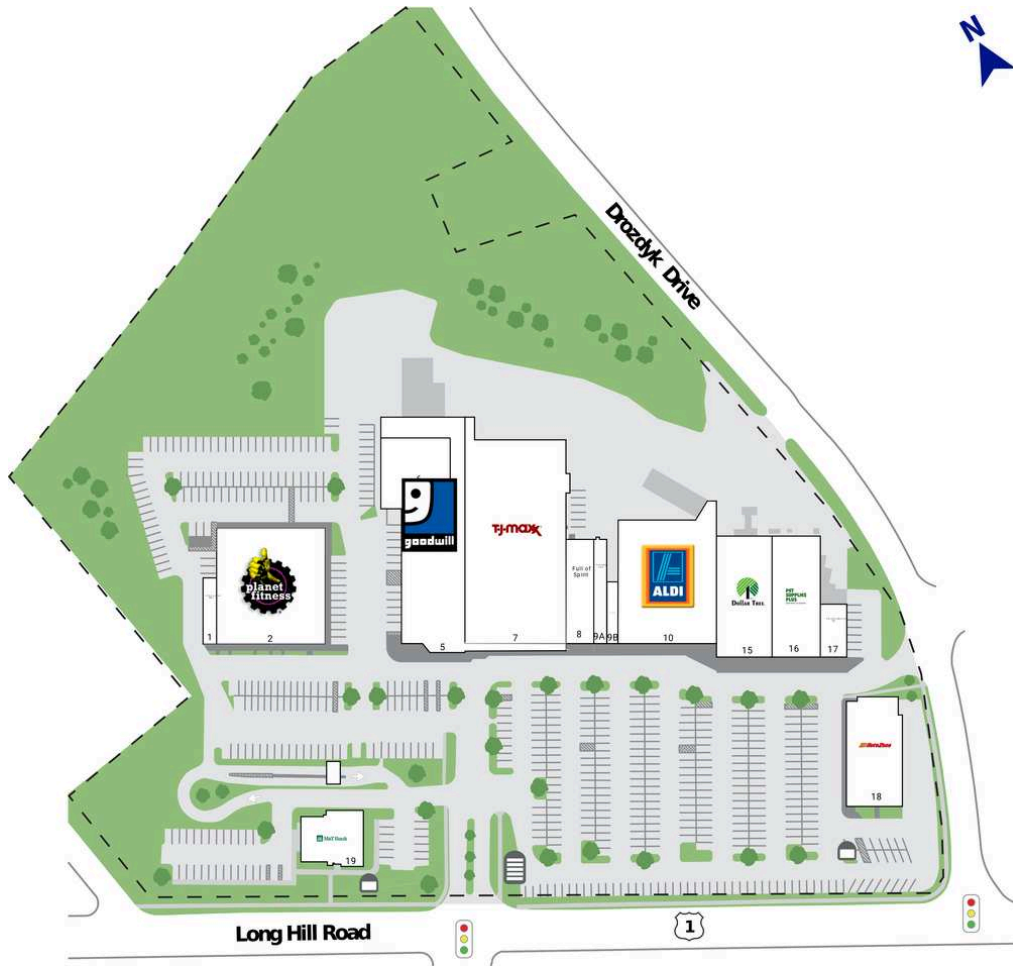 N
Drozdyk Drive
goodwill
T.J.maxx
planet
fitness
Full of
Spirit
ALDI
Dollar Tree
PET
SUPPLIES
PLUS
1
2
5
7
8
9A
9B
10
15
16
17
AutoZone
18
M&T Bank
19
Long Hill Road
1